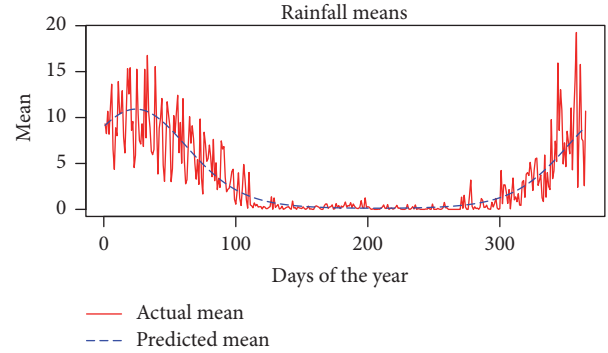 Rainfall means
Mean
20
15
10
5
0
0 100 200 300
Days of the year
Actual mean
Predicted mean